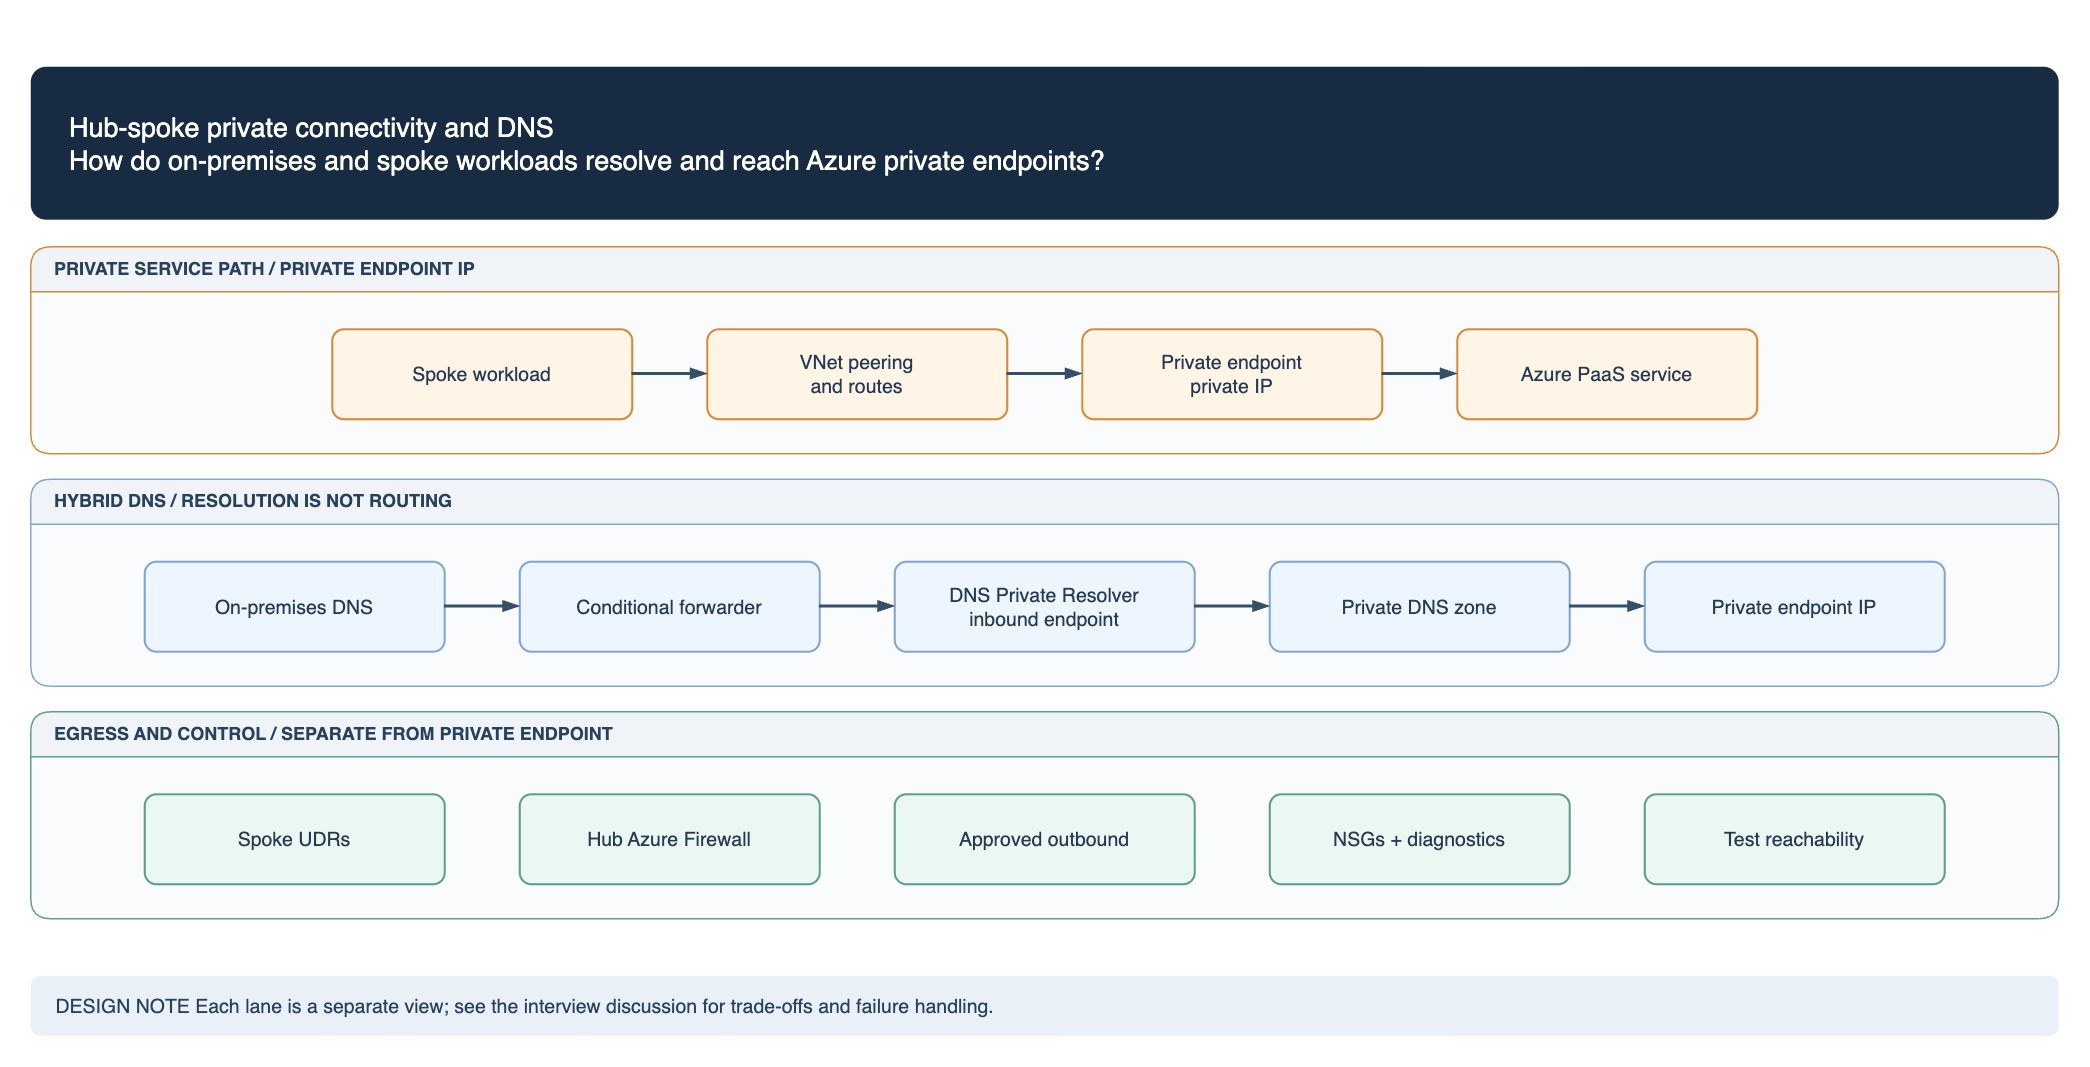 Hub-spoke private connectivity and DNS
How do on-premises and spoke workloads resolve and reach Azure private endpoints?
PRIVATE SERVICE PATH / PRIVATE ENDPOINT IP
Spoke workload
VNet peering
and routes
Private endpoint
private IP
Azure PaaS service
HYBRID DNS / RESOLUTION IS NOT ROUTING
On-premises DNS
Conditional forwarder
DNS Private Resolver
inbound endpoint
Private DNS zone
Private endpoint IP
EGRESS AND CONTROL / SEPARATE FROM PRIVATE ENDPOINT
Spoke UDRs
Hub Azure Firewall
Approved outbound
NSGs + diagnostics
Test reachability
DESIGN NOTE Each lane is a separate view; see the interview discussion for trade-offs and failure handling.